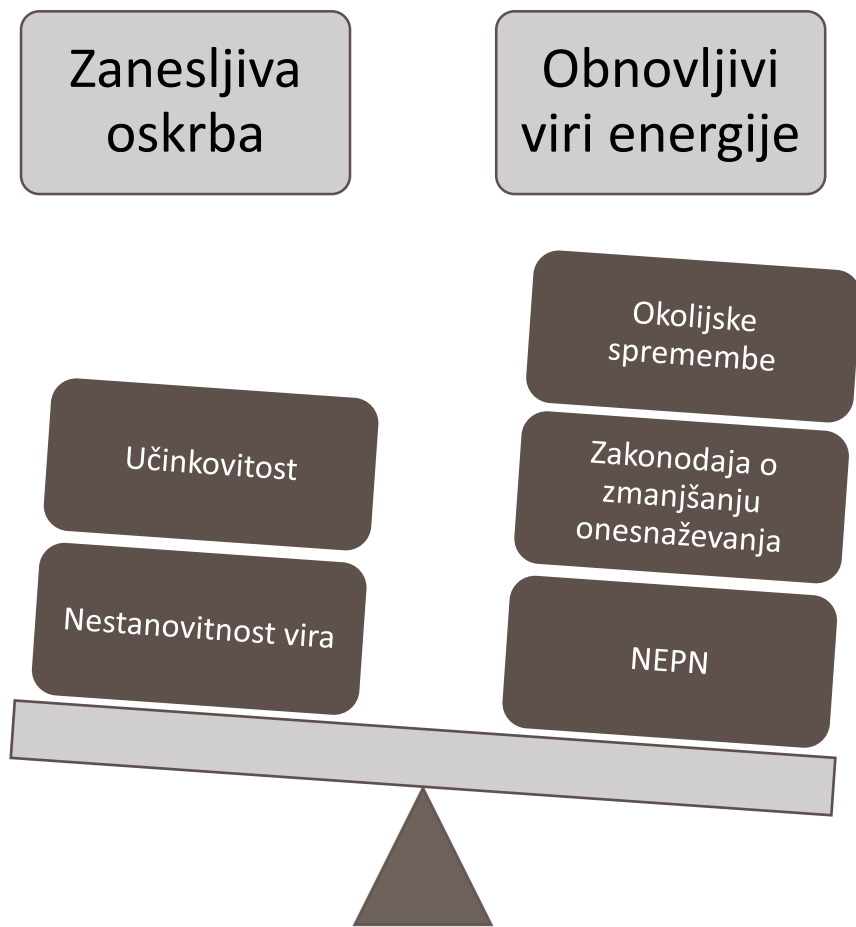 Zanesljiva
oskrba
Obnovljivi
viri energije
Učinkovitost
Nestanovitnost vira
Okolijske
spremembe
Zakonodaja o
zmanjšanju
onesnaževanja
NEPN